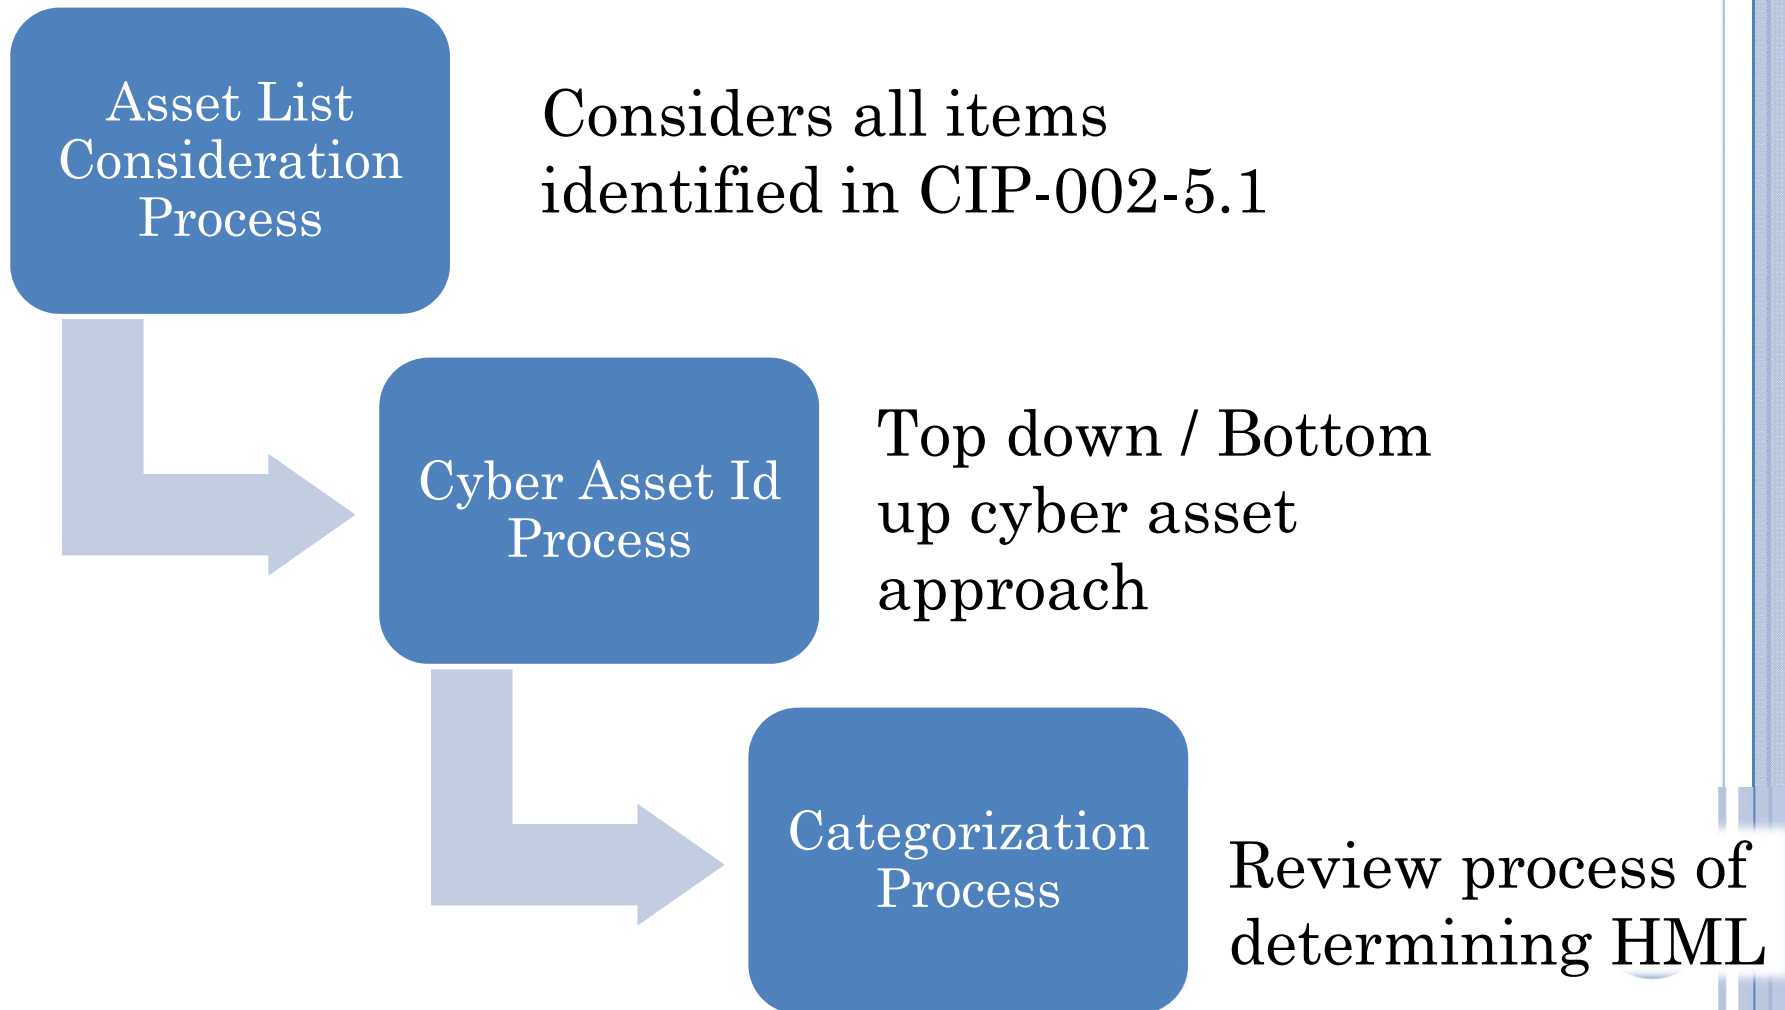 Asset List
Consideration
Process
Considers all items
identified in CIP-002-5.1
Cyber Asset Id
Process
Top down / Bottom
up cyber asset
approach
Categorization
Process
Review process of
determining HML